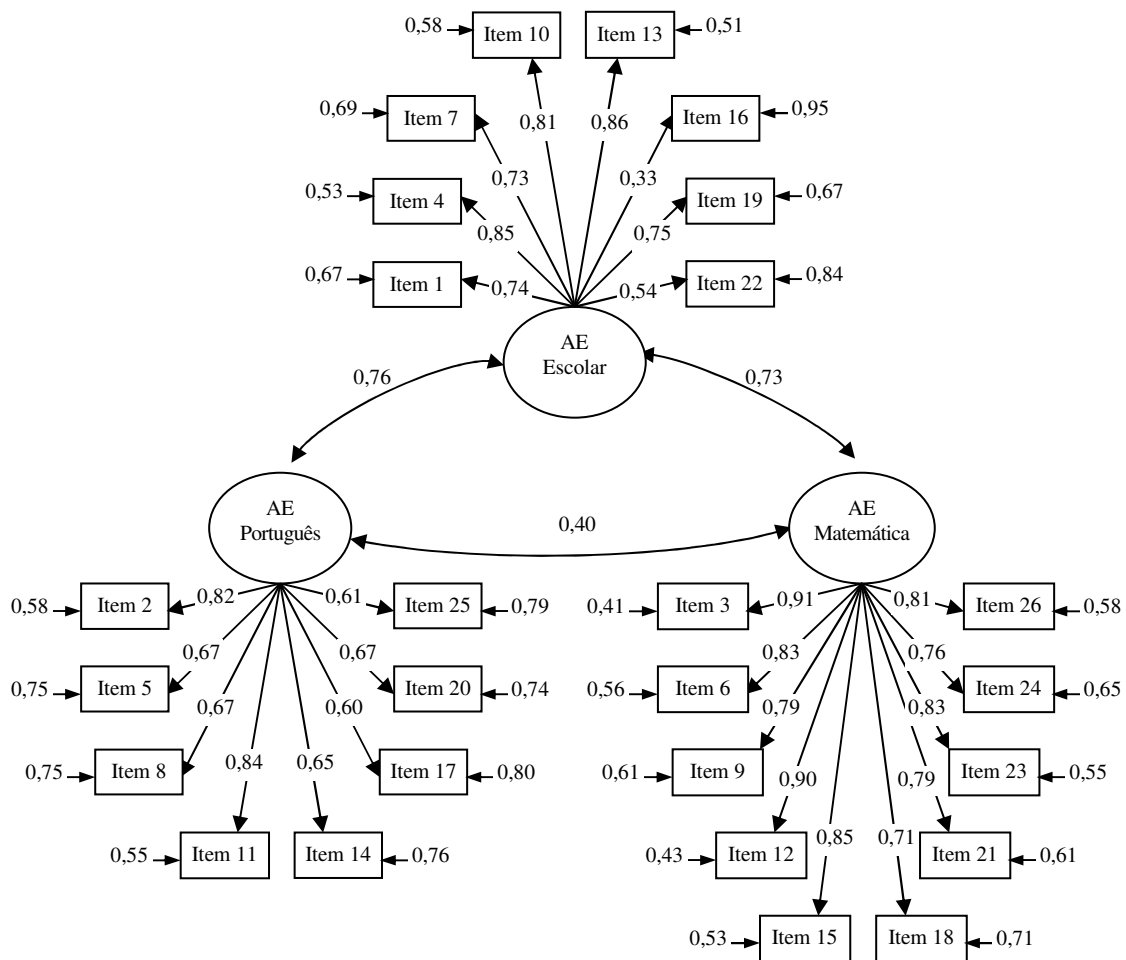 0,58 Item 10 Item 13 0,51
0,69 Item 7 0,81 0,86 Item 16 0,95
0,73 0,33
0,53 Item 4 0,85 0,75 Item 19 0,67
0,67 Item 1 0,74 0,54 Item 22 0,84
AE
Escolar
0,76 0,73
AE
Português
0,40
AE
Matemática
0,58 Item 2 0,82 0,61 Item 25 0,79
0,67 0,67
0,75 Item 5 Item 20 0,74
0,67 0,60
0,75 Item 8 0,84 0,65 Item 17 0,80
0,55 Item 11 Item 14 0,76
0,41 Item 3 0,91 0,81 Item 26 0,58
0,83 0,76
0,56 Item 6 Item 24 0,65
0,79 0,83
0,61 Item 9 0,90 0,79 Item 23 0,55
0,43 Item 12 0,85 0,71 Item 21 0,61
0,53 Item 15 Item 18 0,71